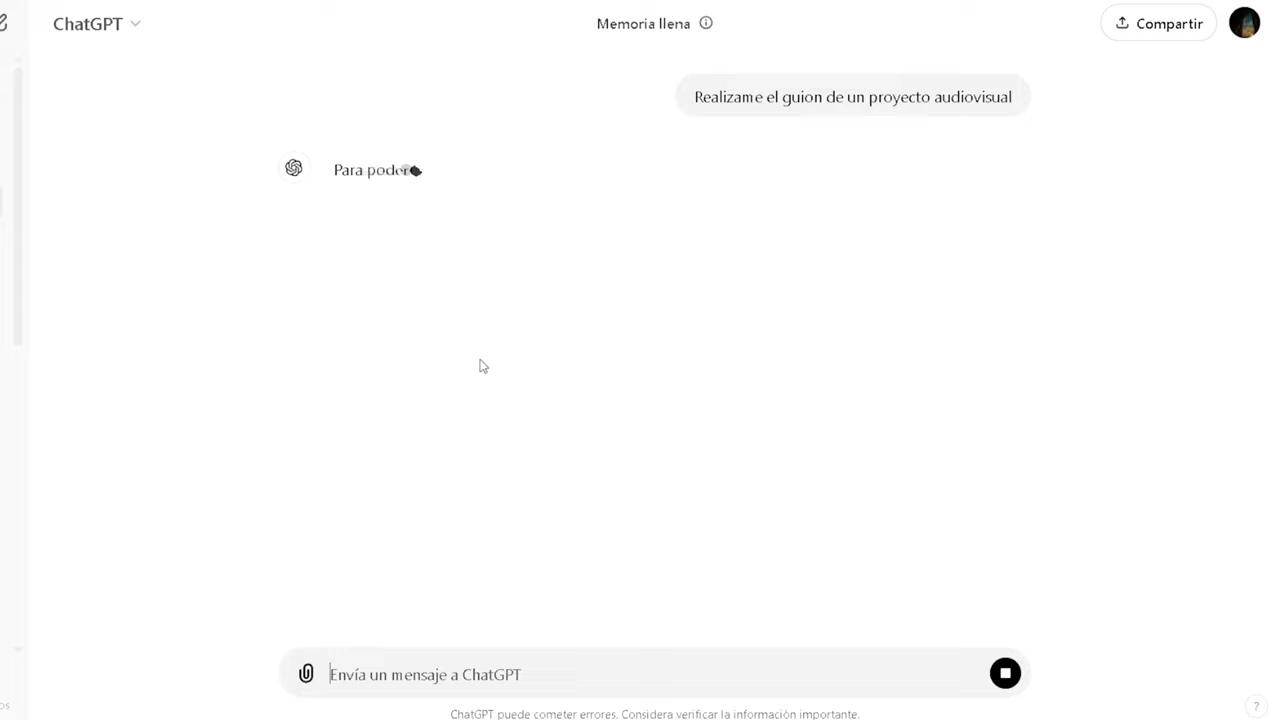 ChatGPT
Memoria llena
Compartir
Realizame el guion de un proyecto audiovisual
Para poder
Envía un mensaje a ChatGPT
os
ChatGPT puede cometer errores. Considera verificar la información importante.
?